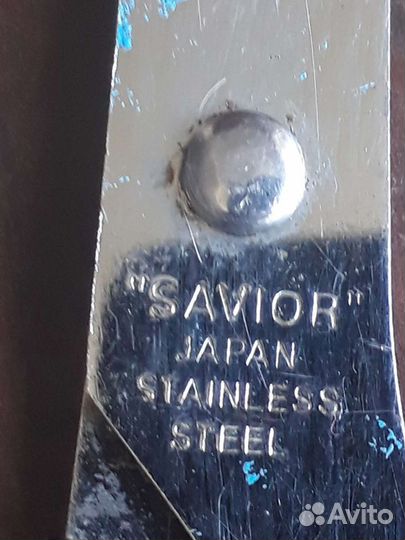 "SAVIOR"
JAPAN
STAINLESS
STEEL
Avito